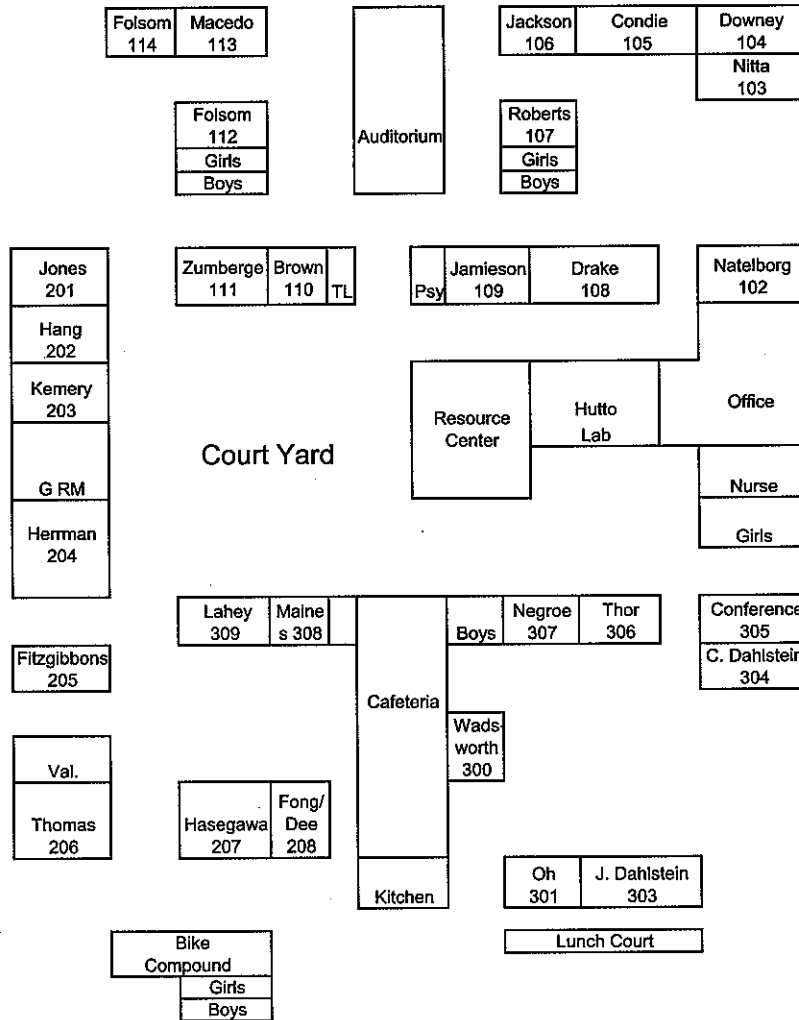 Folsom
114
Macedo
113
Jackson
106
Condie
105
Downey
104
Nitta
103
Folsom
112
Girls
Boys
Auditorium
Roberts
107
Girls
Boys
Jones
201
Hang
202
Kemery
203
G RM
Herrman
204
Zumberge
111
Brown
110
TL
Psy
Jamieson
109
Drake
108
Natelborg
102
Resource
Center
Hutto
Lab
Office
Court Yard
Nurse
Girls
Lahey
309
Maine
s 308
Boys
Negroe
307
Thor
306
Conference
305
C. Dahlstein
304
Fitzgibbons
205
Cafeteria
Wads-
worth
300
Val.
Thomas
206
Hasegawa
207
Fong/
Dee
208
Kitchen
Oh
301
J. Dahlstein
303
Lunch Court
Bike
Compound
Girls
Boys